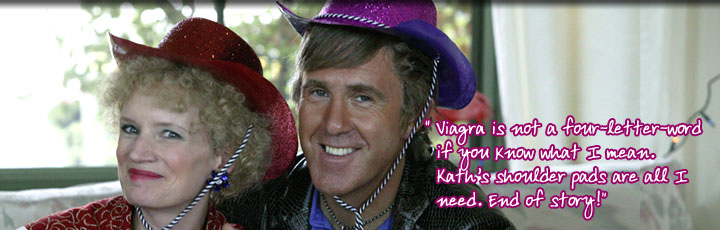 "Viagra is not a four-letter-word
if you know what I mean.
Kath's shoulder pads are all I
need. End of story!"